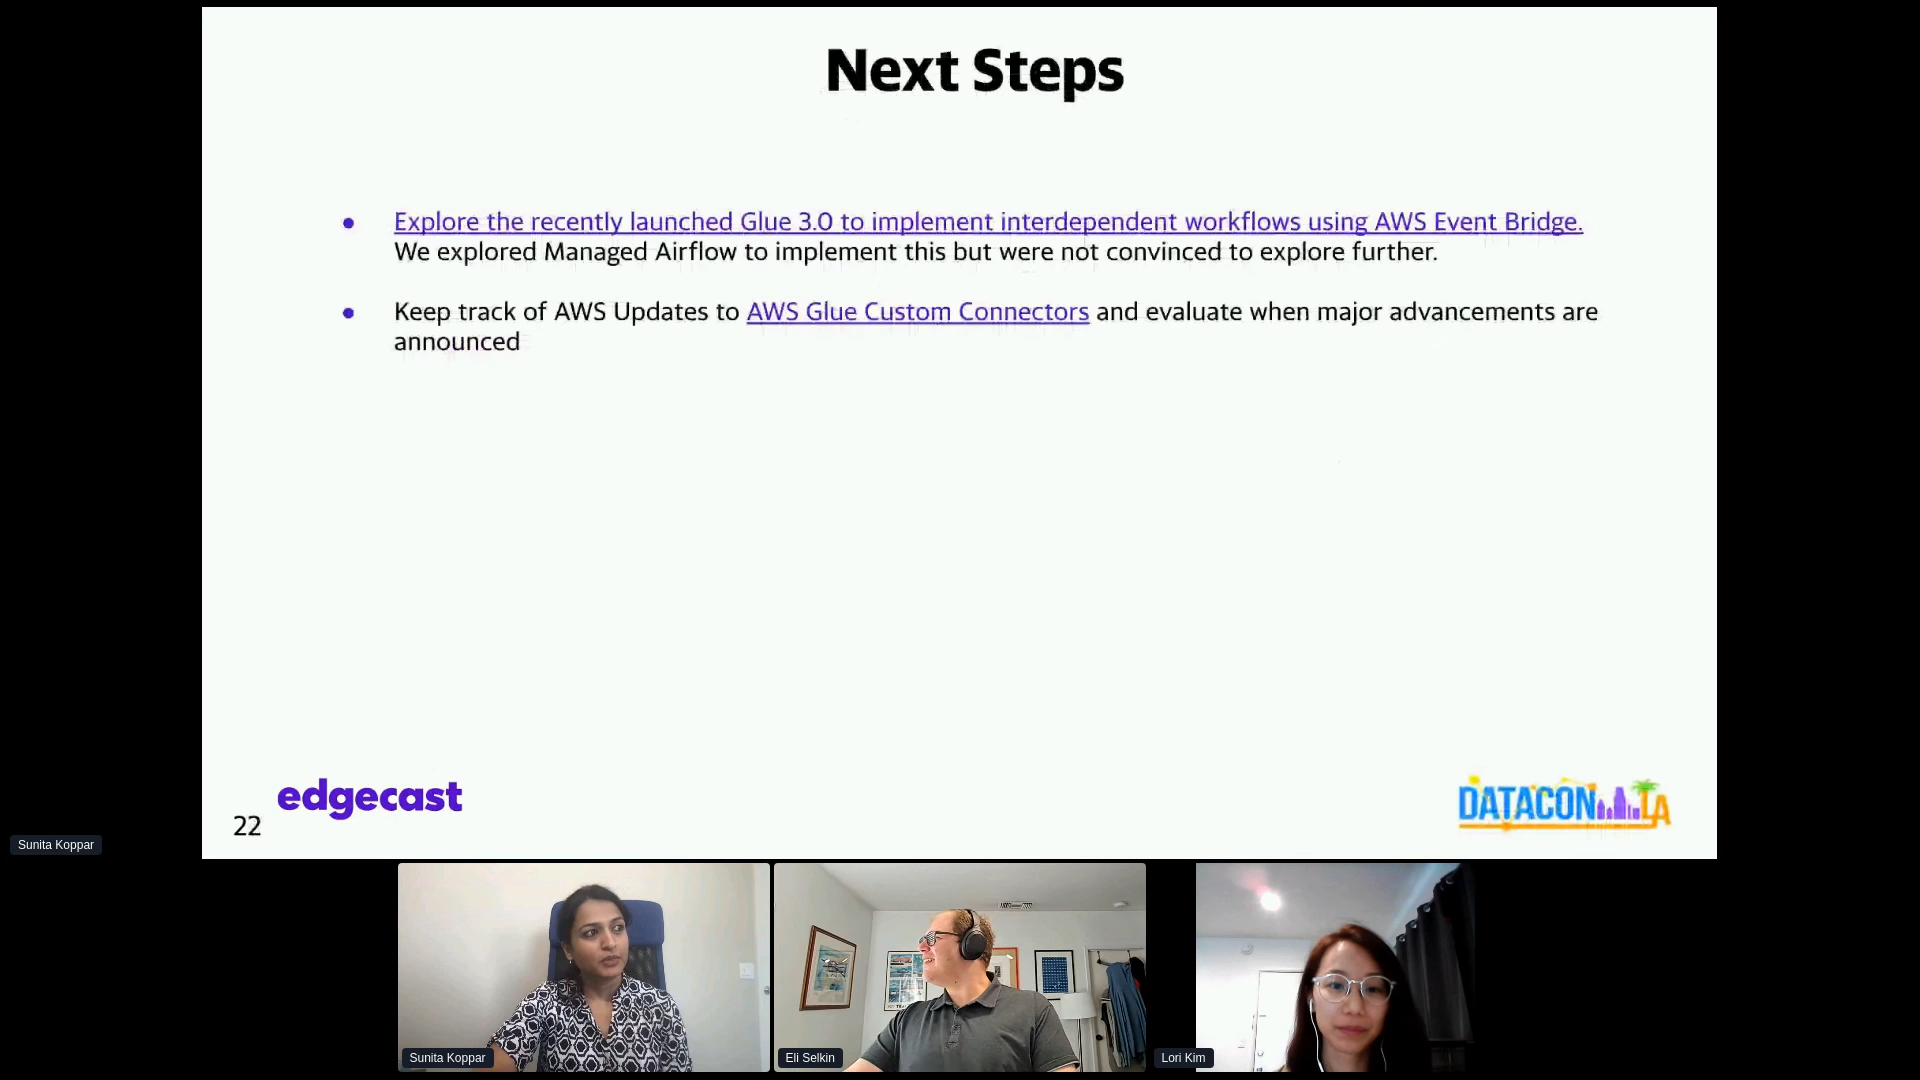 Next Steps
● Explore the recently launched Glue 3.0 to implement interdependent workflows using AWS Event Bridge.
We explored Managed Airflow to implement this but were not convinced to explore further.
● Keep track of AWS Updates to AWS Glue Custom Connectors and evaluate when major advancements are
announced
22
edgecast
DATACON LA
Sunita Koppar
Sunita Koppar
Eli Selkin
Lori Kim